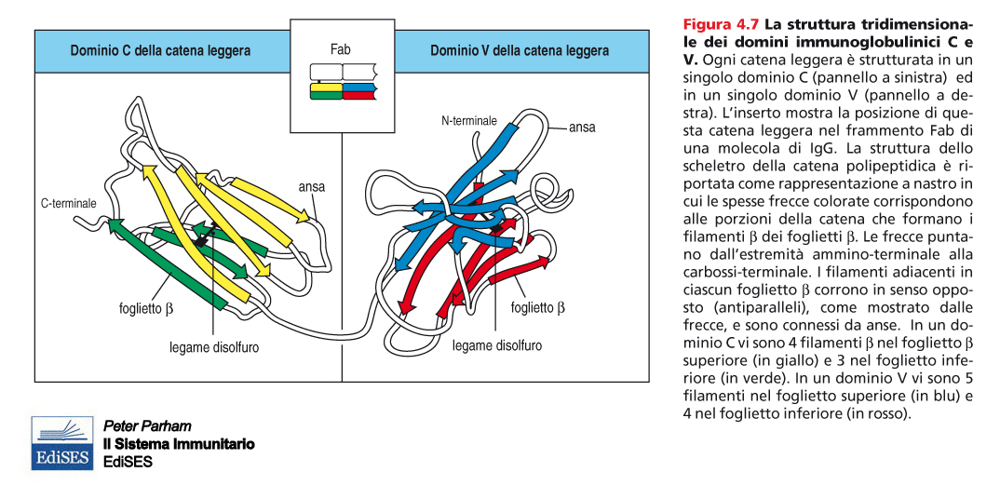 Dominio C della catena leggera
Fab
Dominio V della catena leggera
N-terminale
ansa
ansa
C-terminale
foglietto β
foglietto β
legame disolfuro
legame disolfuro
Figura 4.7 La struttura tridimensiona-
le dei domini immunoglobulinici C e
V. Ogni catena leggera è strutturata in un
singolo dominio C (pannello a sinistra) ed
in un singolo dominio V (pannello a de-
stra). L'inserto mostra la posizione di que-
sta catena leggera nel frammento Fab di
una molecola di IgG. La struttura dello
scheletro della catena polipeptidica è ri-
portata come rappresentazione a nastro in
cui le spesse frecce colorate corrispondono
alle porzioni della catena che formano i
filamenti β dei foglietti β. Le frecce punta-
no dall'estremità ammino-terminale alla
carbossi-terminale. I filamenti adiacenti in
ciascun foglietto β corrono in senso oppo-
sto (antiparalleli), come mostrato dalle
frecce, e sono connessi da anse. In un do-
minio C vi sono 4 filamenti β nel foglietto β
superiore (in giallo) e 3 nel foglietto infe-
riore (in verde). In un dominio V vi sono 5
filamenti nel foglietto superiore (in blu) e
4 nel foglietto inferiore (in rosso).
EdiSES
Peter Parham
Il Sistema Immunitario
EdiSES